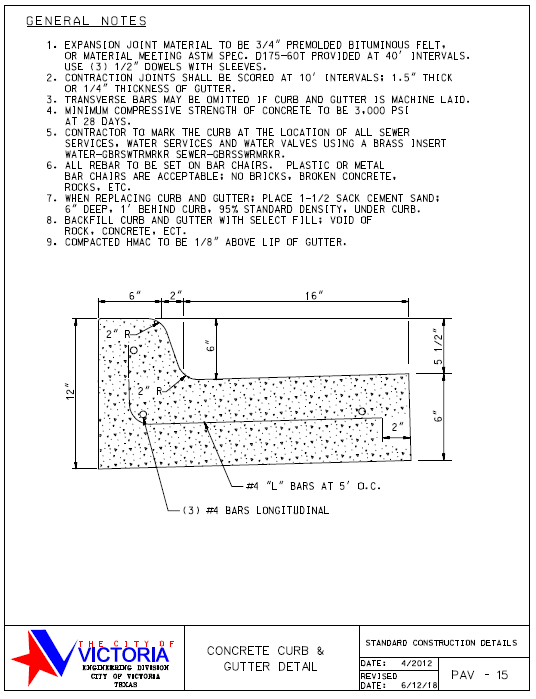 GENERAL NOTES
1. EXPANSION JOINT MATERIAL TO BE 3/4" PREMOLDED BITUMINOUS FELT,
OR MATERIAL MEETING ASTM SPEC. D175-60T PROVIDED AT 40' INTERVALS.
USE (3) 1/2" DOWELS WITH SLEEVES.
2. CONTRACTION JOINTS SHALL BE SCORED AT 10' INTERVALS; 1.5" THICK
OR 1/4" THICKNESS OF GUTTER.
3. TRANSVERSE BARS MAY BE OMITTED IF CURB AND GUTTER IS MACHINE LAID.
4. MINIMUM COMPRESSIVE STRENGTH OF CONCRETE TO BE 3,000 PSI
AT 28 DAYS.
5. CONTRACTOR TO MARK THE CURB AT THE LOCATION OF ALL SEWER
SERVICES, WATER SERVICES AND WATER VALVES USING A BRASS INSERT
WATER-GBRSWTRMRKR SEWER-GBRSSWRMRKR.
6. ALL REBAR TO BE SET ON BAR CHAIRS. PLASTIC OR METAL
BAR CHAIRS ARE ACCEPTABLE; NO BRICKS, BROKEN CONCRETE,
ROCKS, ETC.
7. WHEN REPLACING CURB AND GUTTER; PLACE 1-1/2 SACK CEMENT SAND;
6" DEEP, 1' BEHIND CURB, 95% STANDARD DENSITY, UNDER CURB.
8. BACKFILL CURB AND GUTTER WITH SELECT FILL; VOID OF
ROCK, CONCRETE, ECT.
9. COMPACTED HMAC TO BE 1/8" ABOVE LIP OF GUTTER.
6" 2" 16"
2" R
6"
5 1/2"
12"
2" R
2"
6"
#4 "L" BARS AT 5' O.C.
(3) #4 BARS LONGITUDINAL
THE CITY OF
VICTORIA
ENGINEERING DIVISION
CITY OF VICTORIA
TEXAS
CONCRETE CURB &
GUTTER DETAIL
STANDARD CONSTRUCTION DETAILS
DATE: 4/2012
REVISED
DATE: 6/12/18
PAV - 15